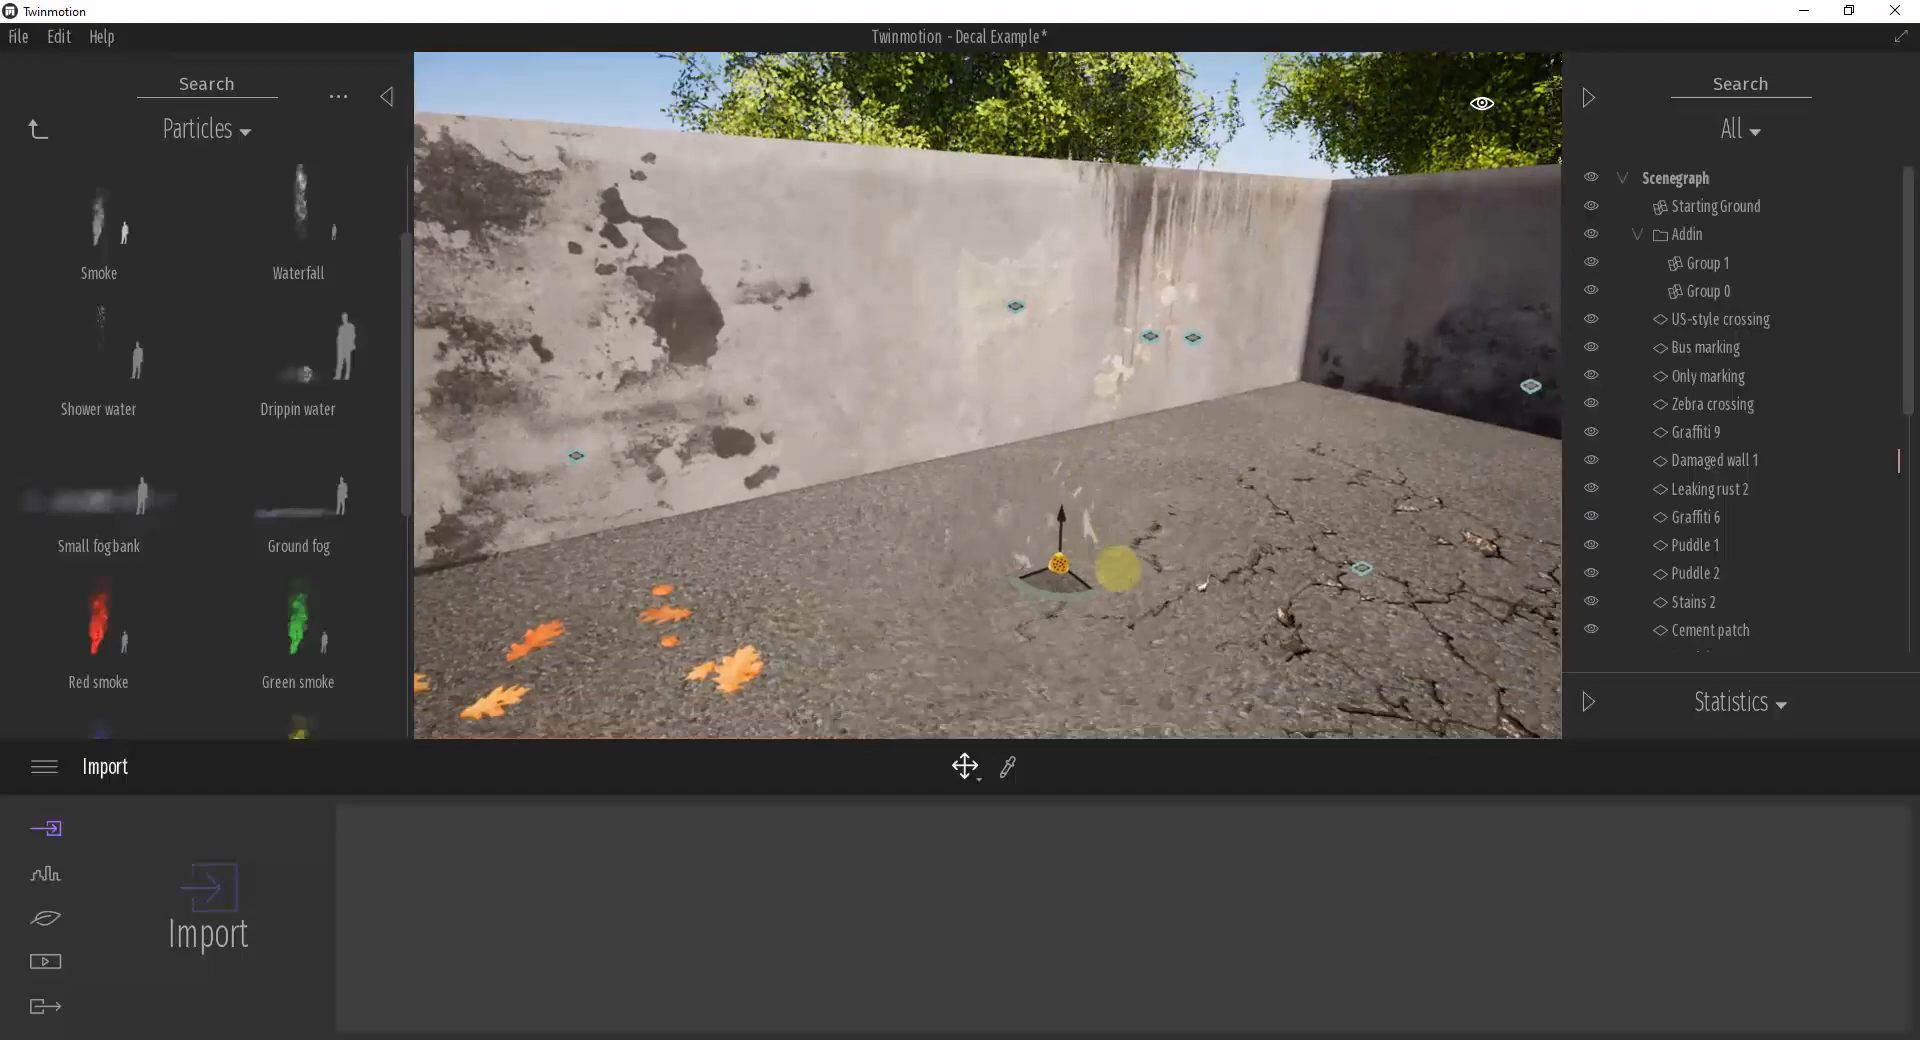 Twinmotion
File Edit Help
Twinmotion - Decal Example*
Search
...
Particles
Smoke
Waterfall
Shower water
Drippin water
Small fog bank
Ground fog
Red smoke
Green smoke
Search
All
Scenegraph
Starting Ground
Addin
Group 1
Group 0
US-style crossing
Bus marking
Only marking
Zebra crossing
Graffiti 9
Damaged wall 1
Leaking rust 2
Graffiti 6
Puddle 1
Puddle 2
Stains 2
Cement patch
Statistics
Import
Import